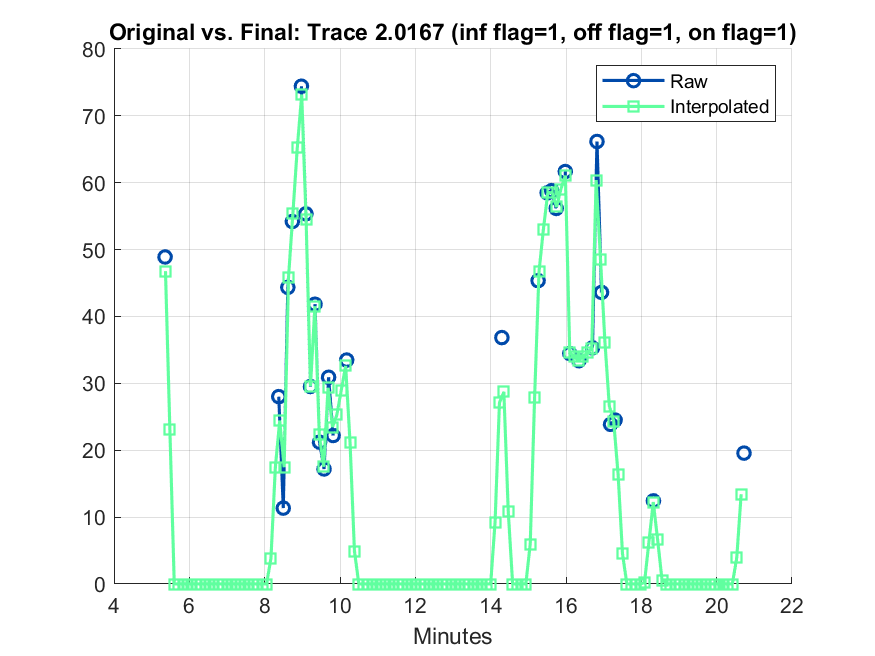 Original vs. Final: Trace 2.0167 (inf flag=1, off flag=1, on flag=1)
80
70
60
50
40
30
20
10
0
Raw
Interpolated
4 6 8 10 12 14 16 18 20 22
Minutes